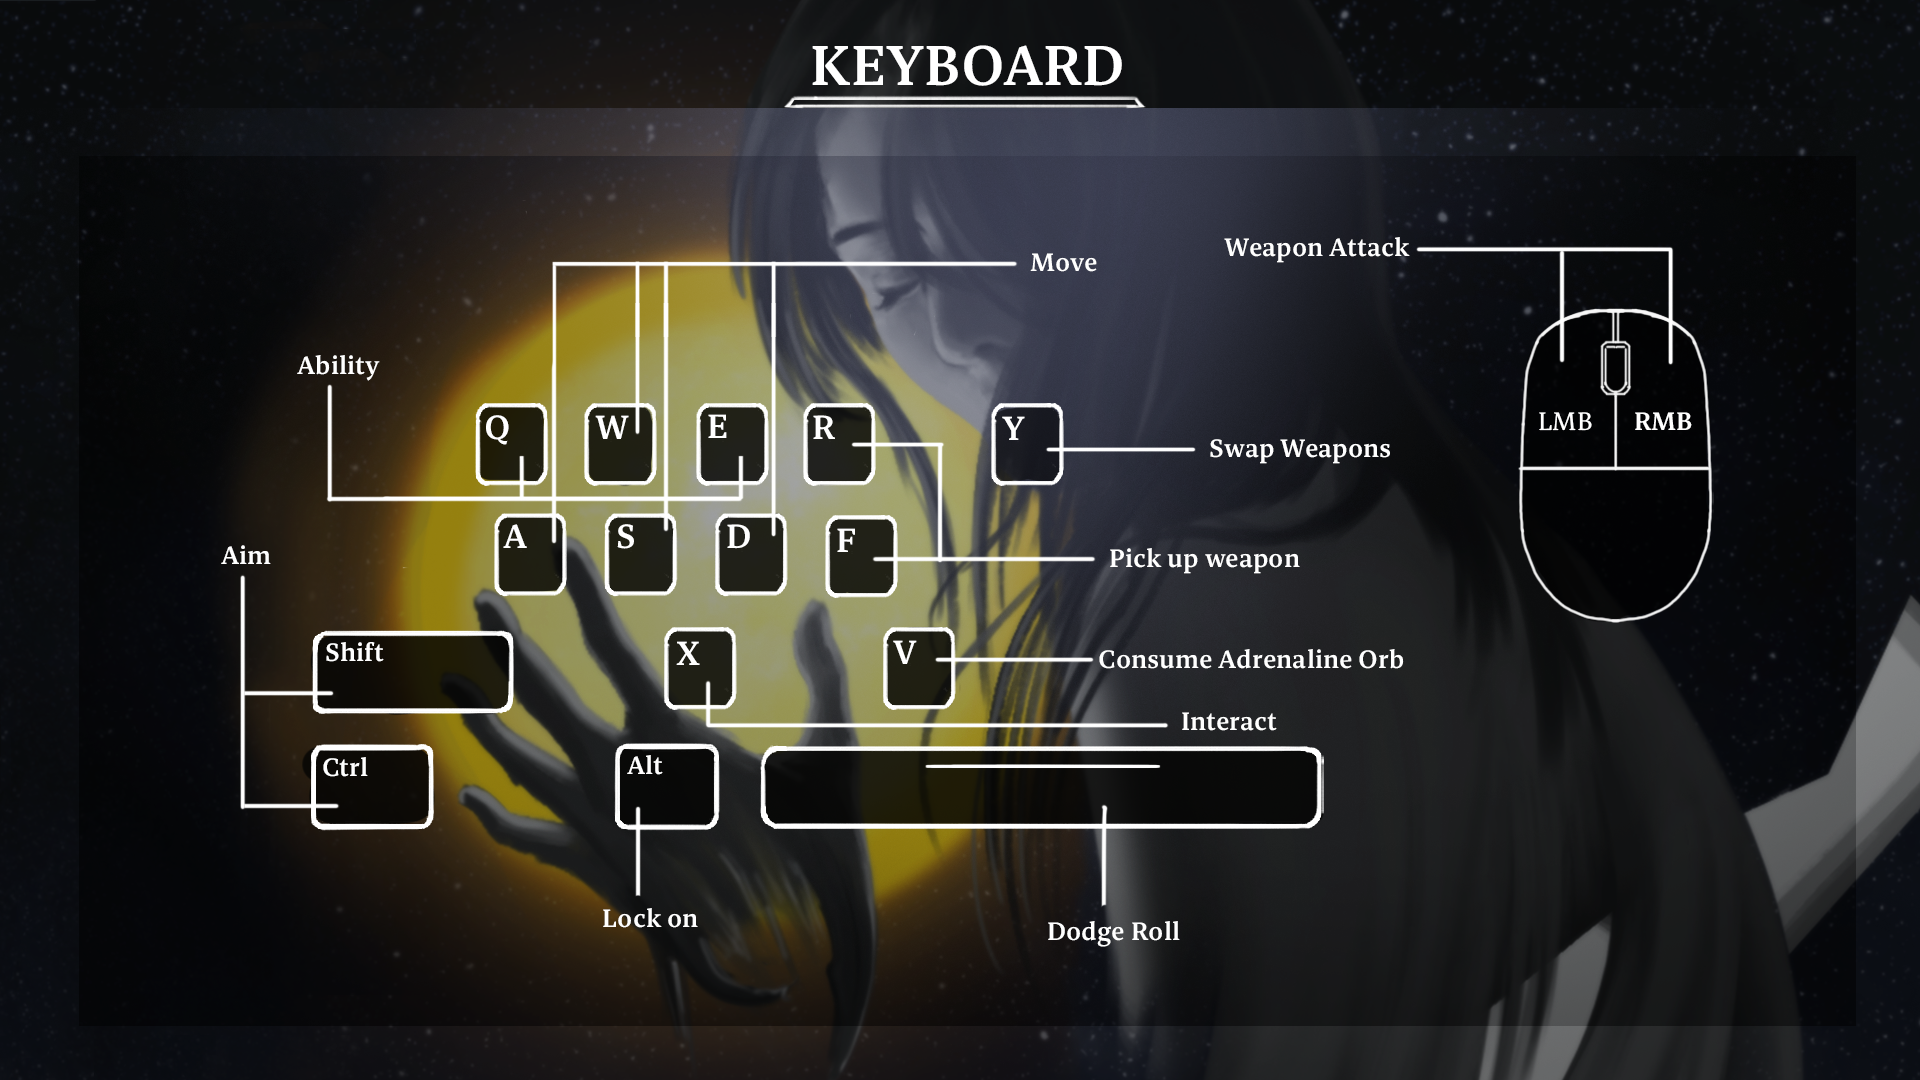 KEYBOARD
Move
Weapon Attack
Ability
Q W E R Y
Swap Weapons
LMB RMB
A S D F
Aim
Pick up weapon
Shift
X V
Consume Adrenaline Orb
Interact
Ctrl
Alt
Lock on
Dodge Roll